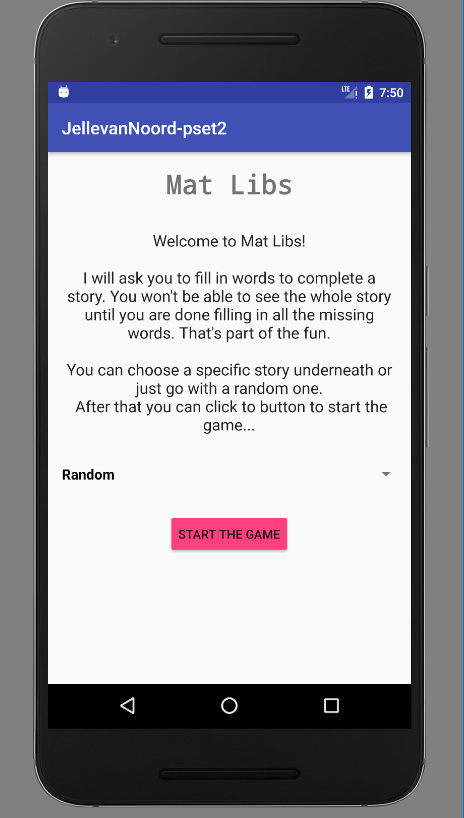 LTE 7:50
JellevanNoord-pset2
Mat Libs
Welcome to Mat Libs!
I will ask you to fill in words to complete a
story. You won't be able to see the whole story
until you are done filling in all the missing
words. That's part of the fun.
You can choose a specific story underneath or
just go with a random one.
After that you can click to button to start the
game...
Random
START THE GAME